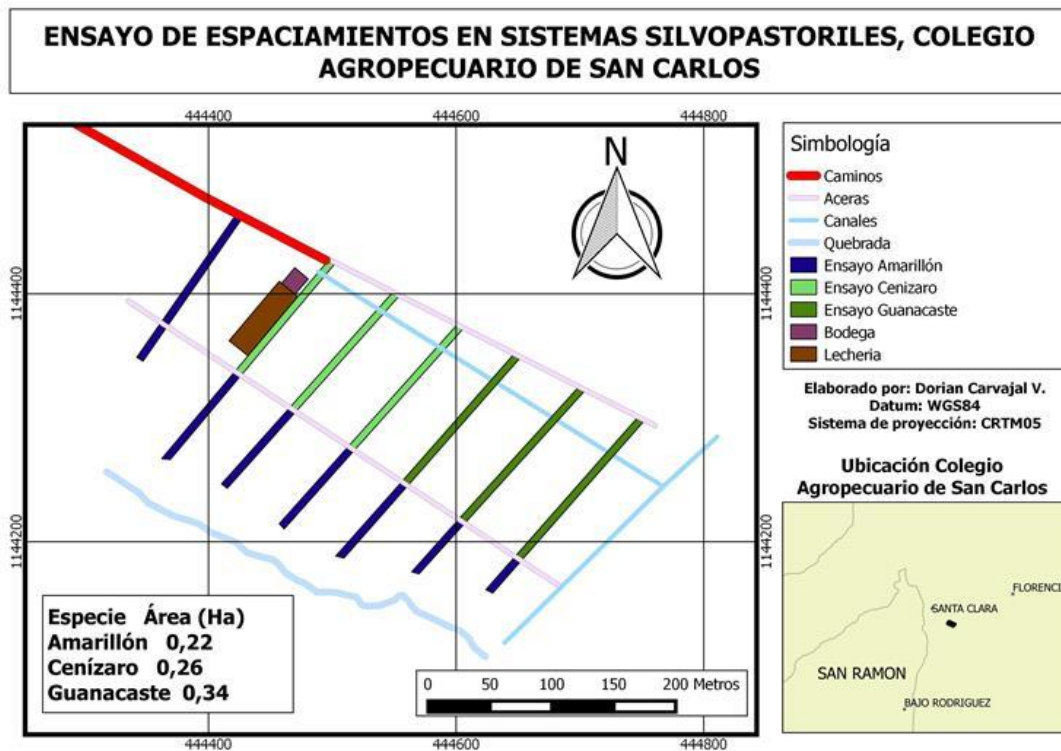 ENSAYO DE ESPACIAMIENTOS EN SISTEMAS SILVOPASTORILES, COLEGIO
AGROPECUARIO DE SAN CARLOS
444400
444600
444800
1144400
1144200
N
1144400
1144200
444400
444600
444800
Especie Área (Ha)
Amarillón 0,22
Cenízaro 0,26
Guanacaste 0,34
0 50 100 150 200 Metros
Simbología
Caminos
Aceras
Canales
Quebrada
Ensayo Amarillón
Ensayo Cenizaro
Ensayo Guanacaste
Bodega
Lecheria
Elaborado por: Dorian Carvajal V.
Datum: WGS84
Sistema de proyección: CRTM05
Ubicación Colegio
Agropecuario de San Carlos
FLORENCI
SANTA CLARA
SAN RAMON
BAJO RODRIGUEZ